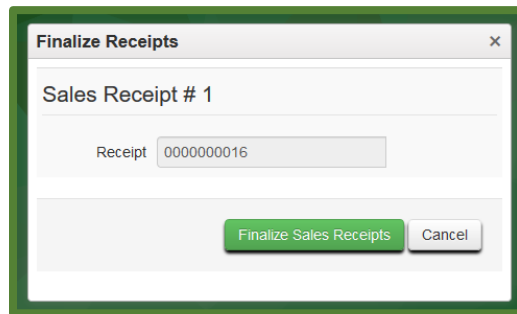 Finalize Receipts ×
Sales Receipt # 1
Receipt 0000000016
Finalize Sales Receipts Cancel